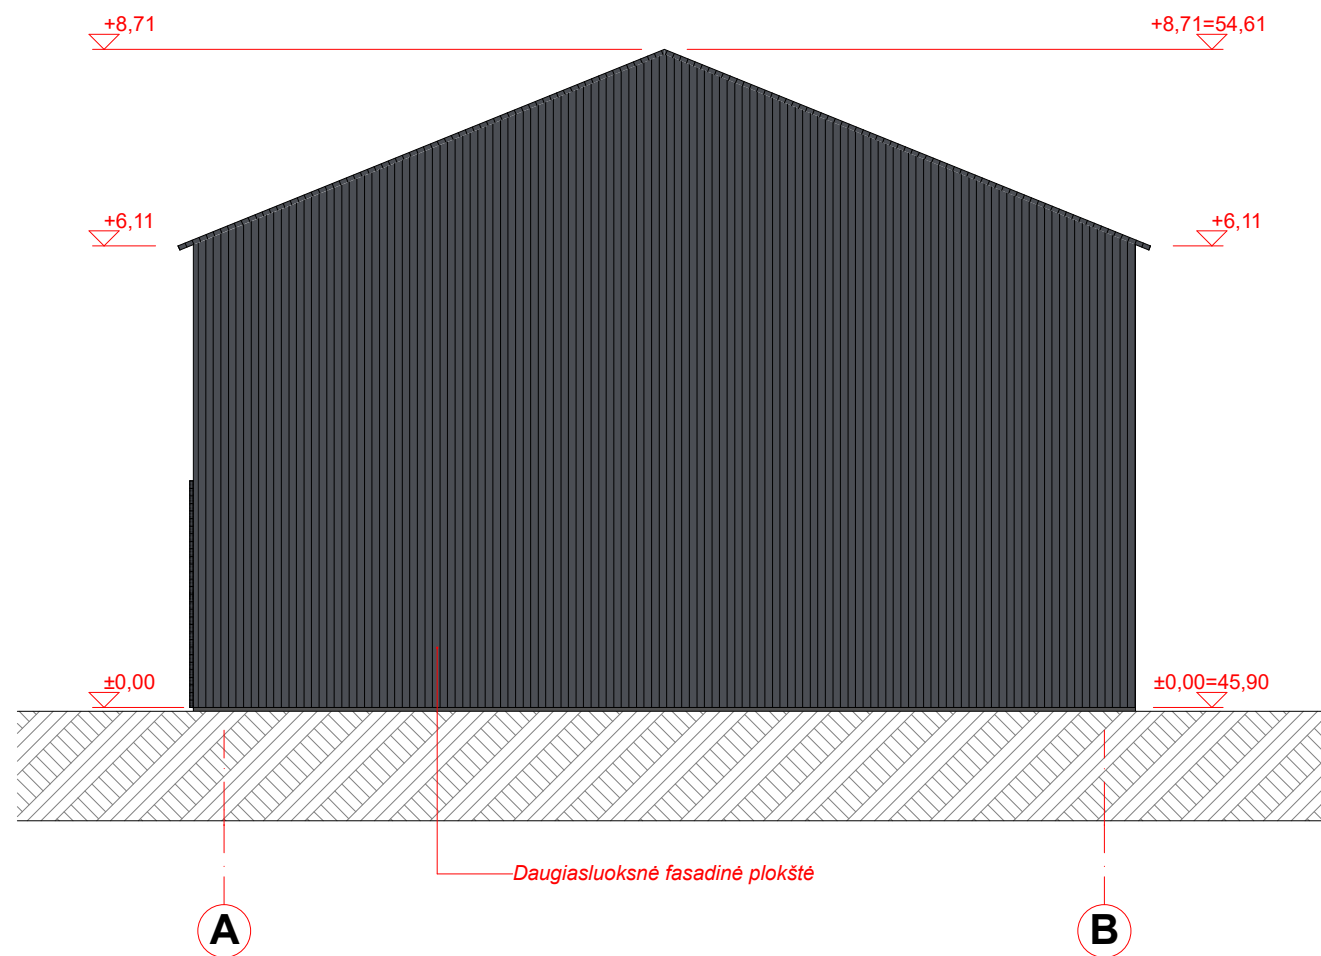 +8,71
+8,71=54,61
+6,11
+6,11
±0,00
±0,00=45,90
Daugiasluoksnė fasadinė plokštė
A
B